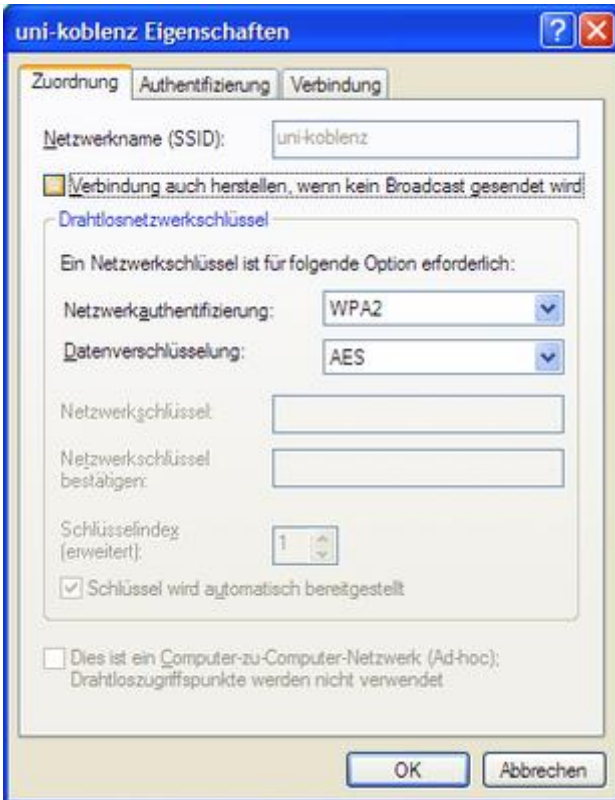 uni-koblenz Eigenschaften
Zuordnung Authentifizierung Verbindung
Netzwerkname (SSID): uni-koblenz
Verbindung auch herstellen, wenn kein Broadcast gesendet wird
Drahtlosnetzwerkschlüssel
Ein Netzwerkschlüssel ist für folgende Option erforderlich:
Netzwerkauthentifizierung: WPA2
Datenverschlüsselung: AES
Netzwerkschlüssel:
Netzwerkschlüssel
bestätigen:
Schlüsselindex
(erweitert): 1
Schlüssel wird automatisch bereitgestellt
Dies ist ein Computer-zu-Computer-Netzwerk (Ad-hoc);
Drahtloszugriffspunkte werden nicht verwendet
OK Abbrechen